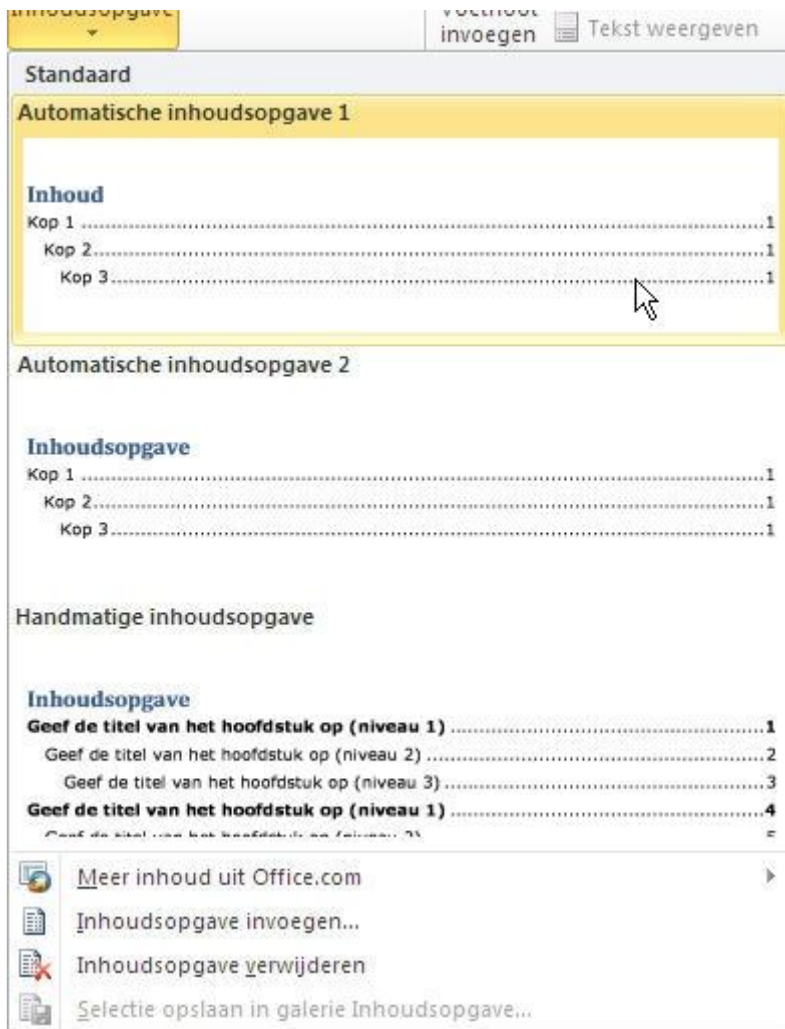 Inhoudsopgave
invoegen Tekst weergeven
Standaard
Automatische inhoudsopgave 1
Inhoud
Kop 1 ........ 1
Kop 2 ........ 1
Kop 3 ........ 1
Automatische inhoudsopgave 2
Inhoudsopgave
Kop 1 ........ 1
Kop 2 ........ 1
Kop 3 ........ 1
Handmatige inhoudsopgave
Inhoudsopgave
Geef de titel van het hoofdstuk op (niveau 1) ........ 1
Geef de titel van het hoofdstuk op (niveau 2) ........ 2
Geef de titel van het hoofdstuk op (niveau 3) ........ 3
Geef de titel van het hoofdstuk op (niveau 1) ........ 4
Meer inhoud uit Office.com
Inhoudsopgave invoegen...
Inhoudsopgave verwijderen
Selectie opslaan in galerie Inhoudsopgave...